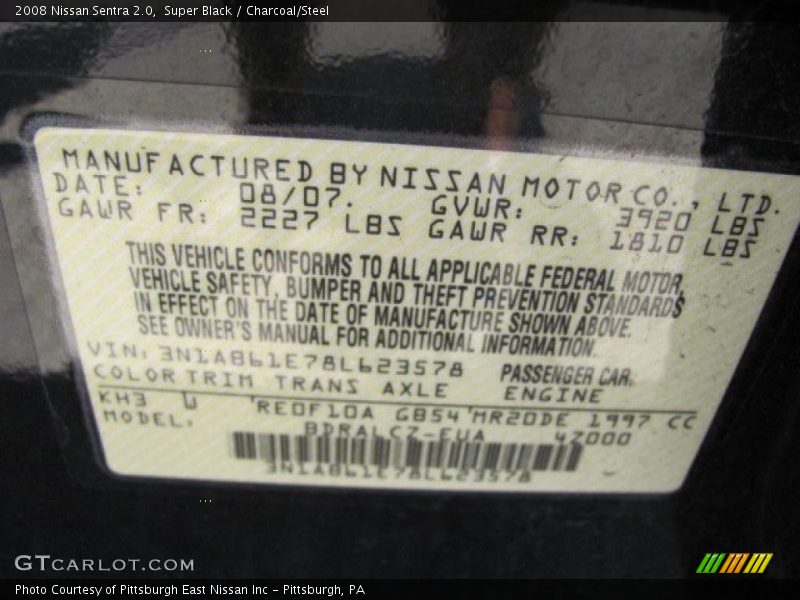 2008 Nissan Sentra 2.0, Super Black / Charcoal/Steel
MANUFACTURED BY NISSAN MOTOR CO., LTD.
DATE: 08/07. GVWR: 3920 LBS
GAWR FR: 2227 LBS GAWR RR: 1810 LBS
THIS VEHICLE CONFORMS TO ALL APPLICABLE FEDERAL MOTOR
VEHICLE SAFETY, BUMPER AND THEFT PREVENTION STANDARDS
IN EFFECT ON THE DATE OF MANUFACTURE SHOWN ABOVE.
SEE OWNER'S MANUAL FOR ADDITIONAL INFORMATION.
VIN: 3N1AB61E78L623578 PASSENGER CAR.
COLOR TRIM TRANS AXLE ENGINE
KH3 W RE0F10A GB54 MR20DE 1997 CC
MODEL. BDRALCZ-EUA 4Z000
3N1AB61E78L623578
GTCARLOT.COM
Photo Courtesy of Pittsburgh East Nissan Inc - Pittsburgh, PA